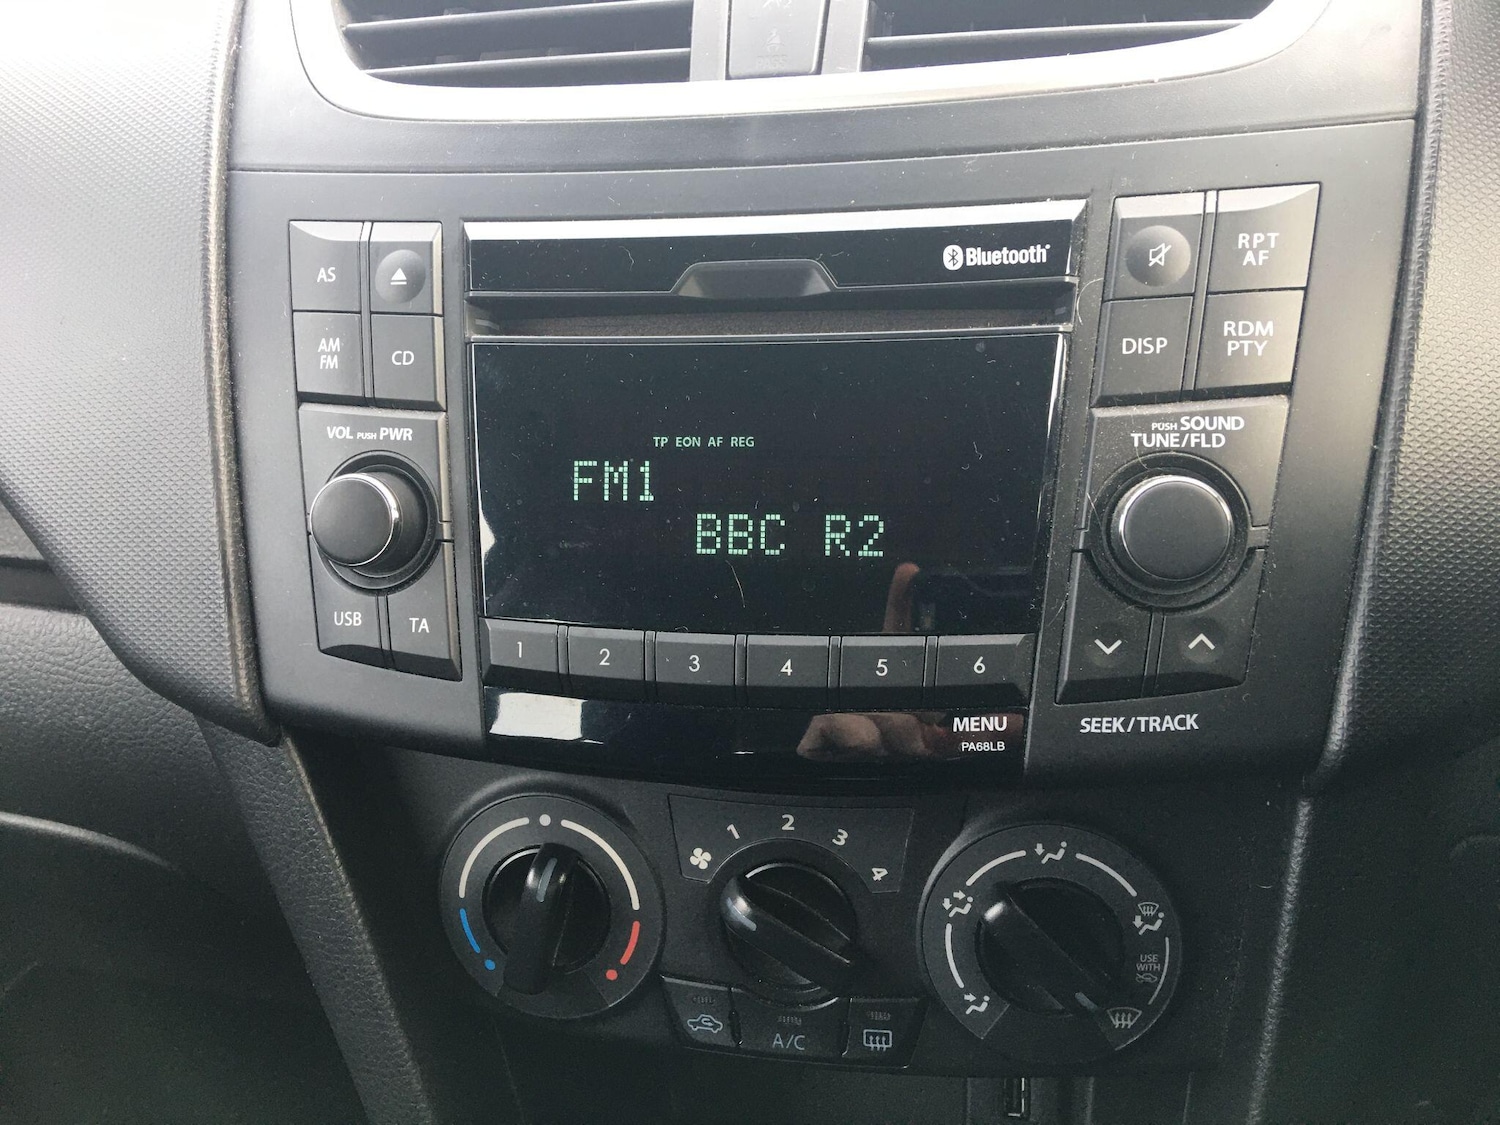 Bluetooth
AS
AM
FM
CD
RPT
AF
DISP
RDM
PTY
VOL PUSH PWR
PUSH SOUND
TUNE/FLD
TP EON AF REG
FM1
BBC R2
USB
TA
1 2 3 4 5 6
MENU
PA68LB
SEEK/TRACK
1 2 3 4
USE
WITH
A/C